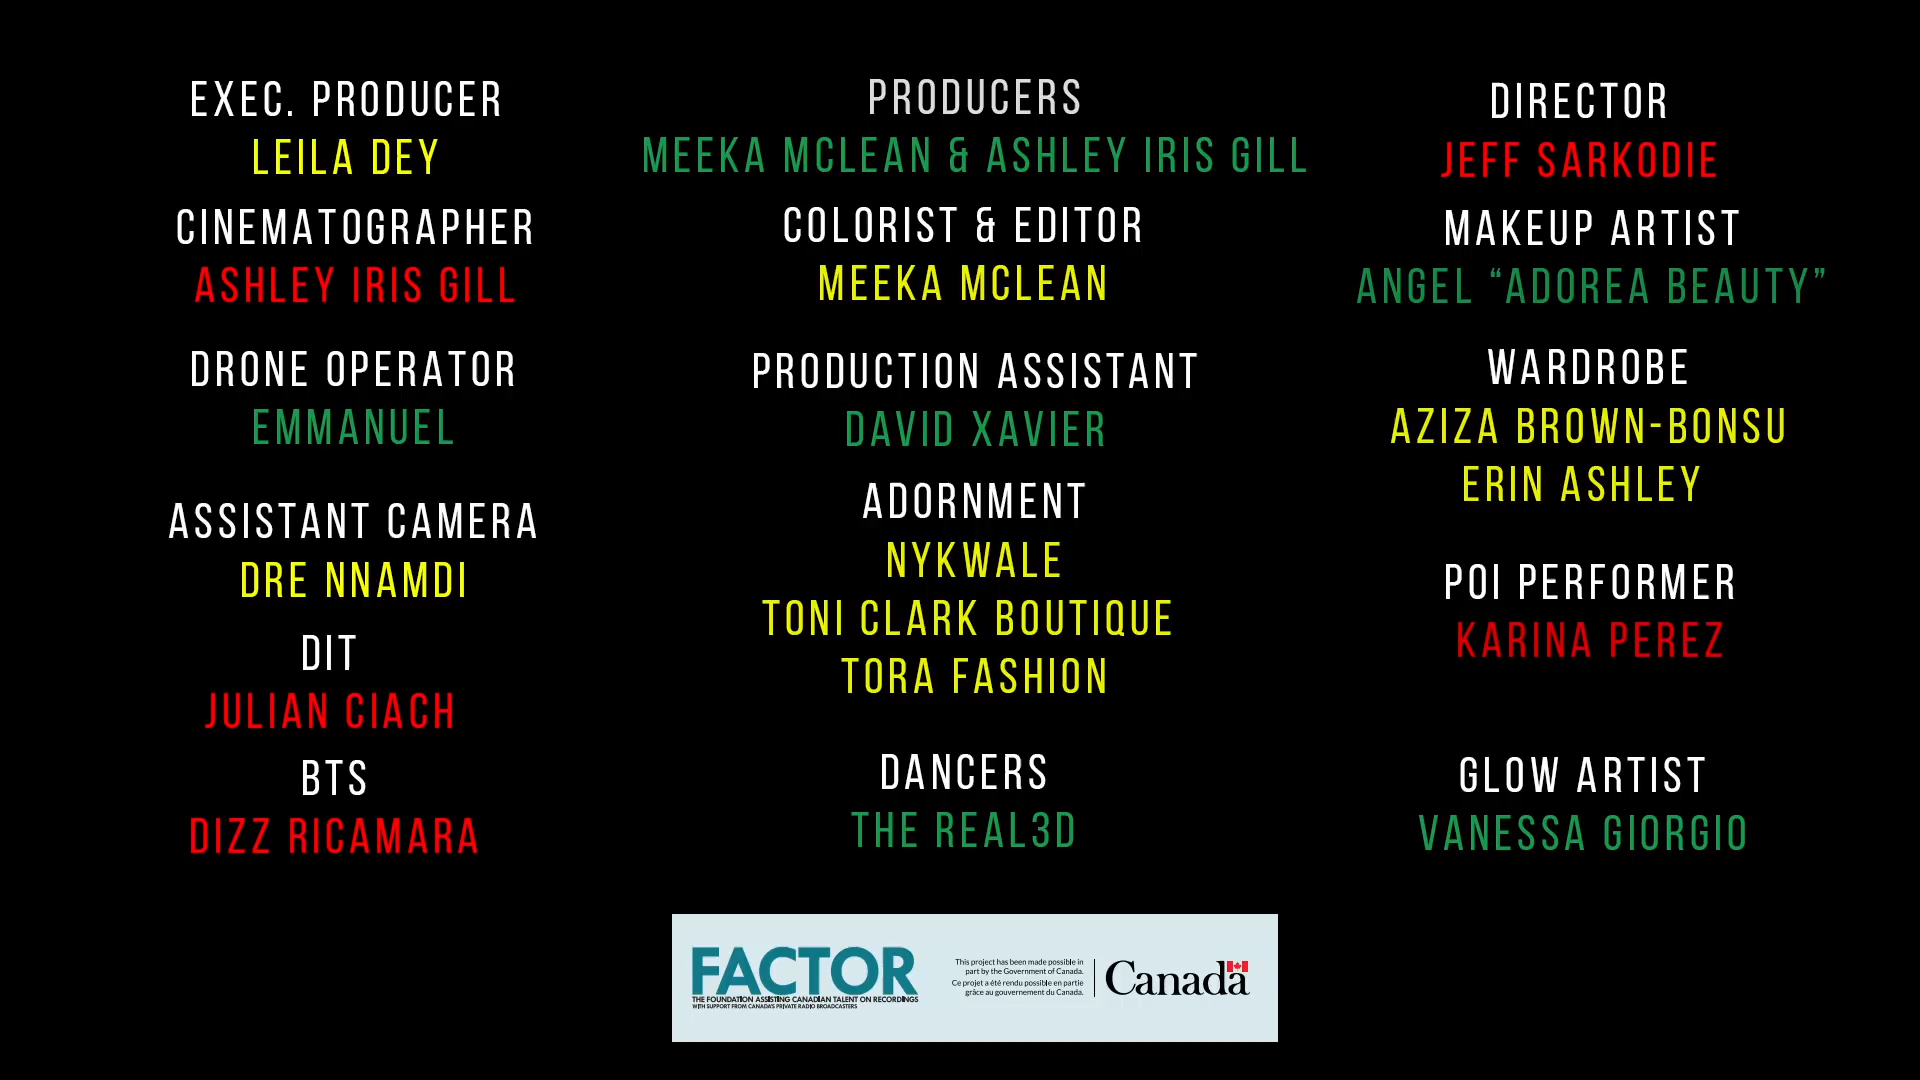 EXEC. PRODUCER
LEILA DEY
CINEMATOGRAPHER
ASHLEY IRIS GILL
DRONE OPERATOR
EMMANUEL
ASSISTANT CAMERA
DRE NNAMDI
DIT
JULIAN CIACH
BTS
DIZZ RICAMARA
PRODUCERS
MEEKA MCLEAN & ASHLEY IRIS GILL
COLORIST & EDITOR
MEEKA MCLEAN
PRODUCTION ASSISTANT
DAVID XAVIER
ADORNMENT
NYKWALE
TONI CLARK BOUTIQUE
TORA FASHION
DANCERS
THE REAL3D
DIRECTOR
JEFF SARKODIE
MAKEUP ARTIST
ANGEL “ADOREA BEAUTY”
WARDROBE
AZIZA BROWN-BONSU
ERIN ASHLEY
POI PERFORMER
KARINA PEREZ
GLOW ARTIST
VANESSA GIORGIO
FACTOR
THE FOUNDATION ASSISTING CANADIAN TALENT ON RECORDINGS
WITH SUPPORT FROM CANADA'S PRIVATE RADIO BROADCASTERS
This project has been made possible in
part by the Government of Canada.
Ce projet a été rendu possible en partie
grâce au gouvernement du Canada.
Canada